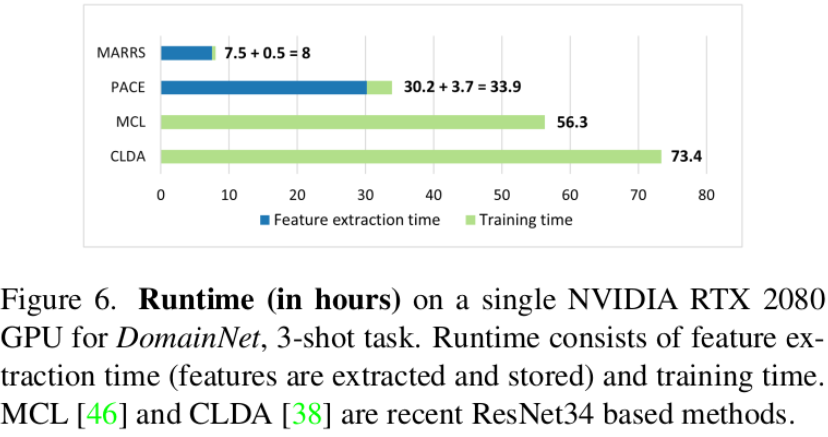 MARRS 7.5 + 0.5 = 8
PACE 30.2 + 3.7 = 33.9
MCL 56.3
CLDA 73.4
0 10 20 30 40 50 60 70 80
Feature extraction time Training time
Figure 6. Runtime (in hours) on a single NVIDIA RTX 2080
GPU for DomainNet, 3-shot task. Runtime consists of feature ex-
traction time (features are extracted and stored) and training time.
MCL [46] and CLDA [38] are recent ResNet34 based methods.